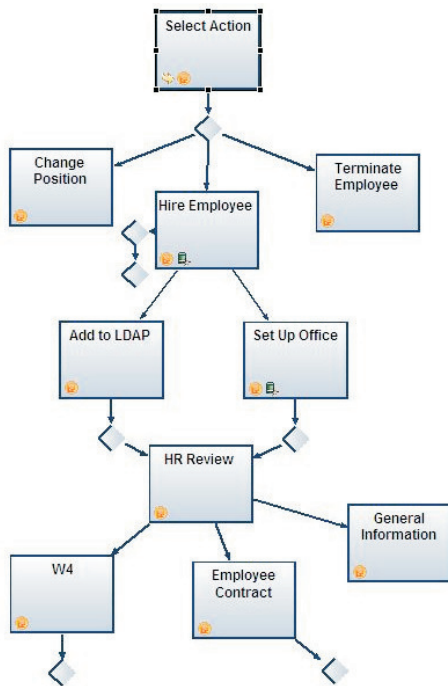 Select Action
Change
Position
Terminate
Employee
Hire Employee
Add to LDAP
Set Up Office
HR Review
General
Information
W4
Employee
Contract